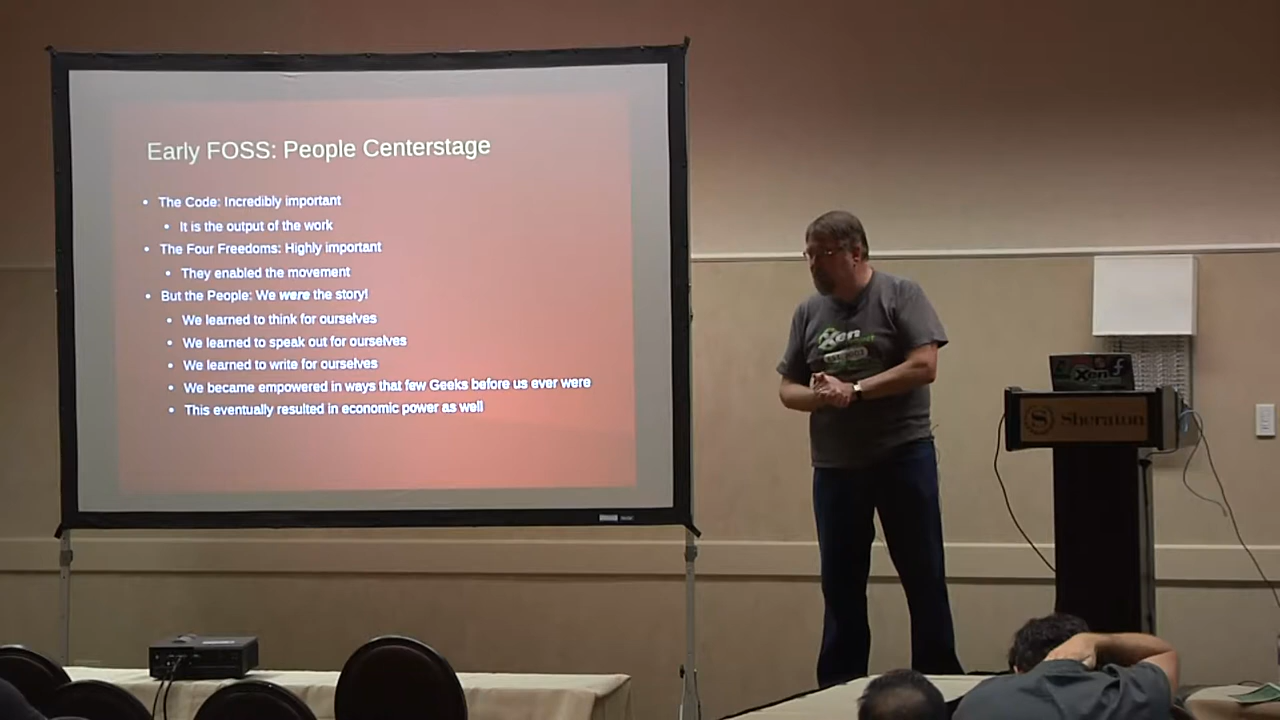 Early FOSS: People Centerstage
• The Code: Incredibly important
• It is the output of the work
• The Four Freedoms: Highly important
• They enabled the movement
• But the People: We were the story!
• We learned to think for ourselves
• We learned to speak out for ourselves
• We learned to write for ourselves
• We became empowered in ways that few Geeks before us ever were
• This eventually resulted in economic power as well
Xen
Xen
f
S Sheraton